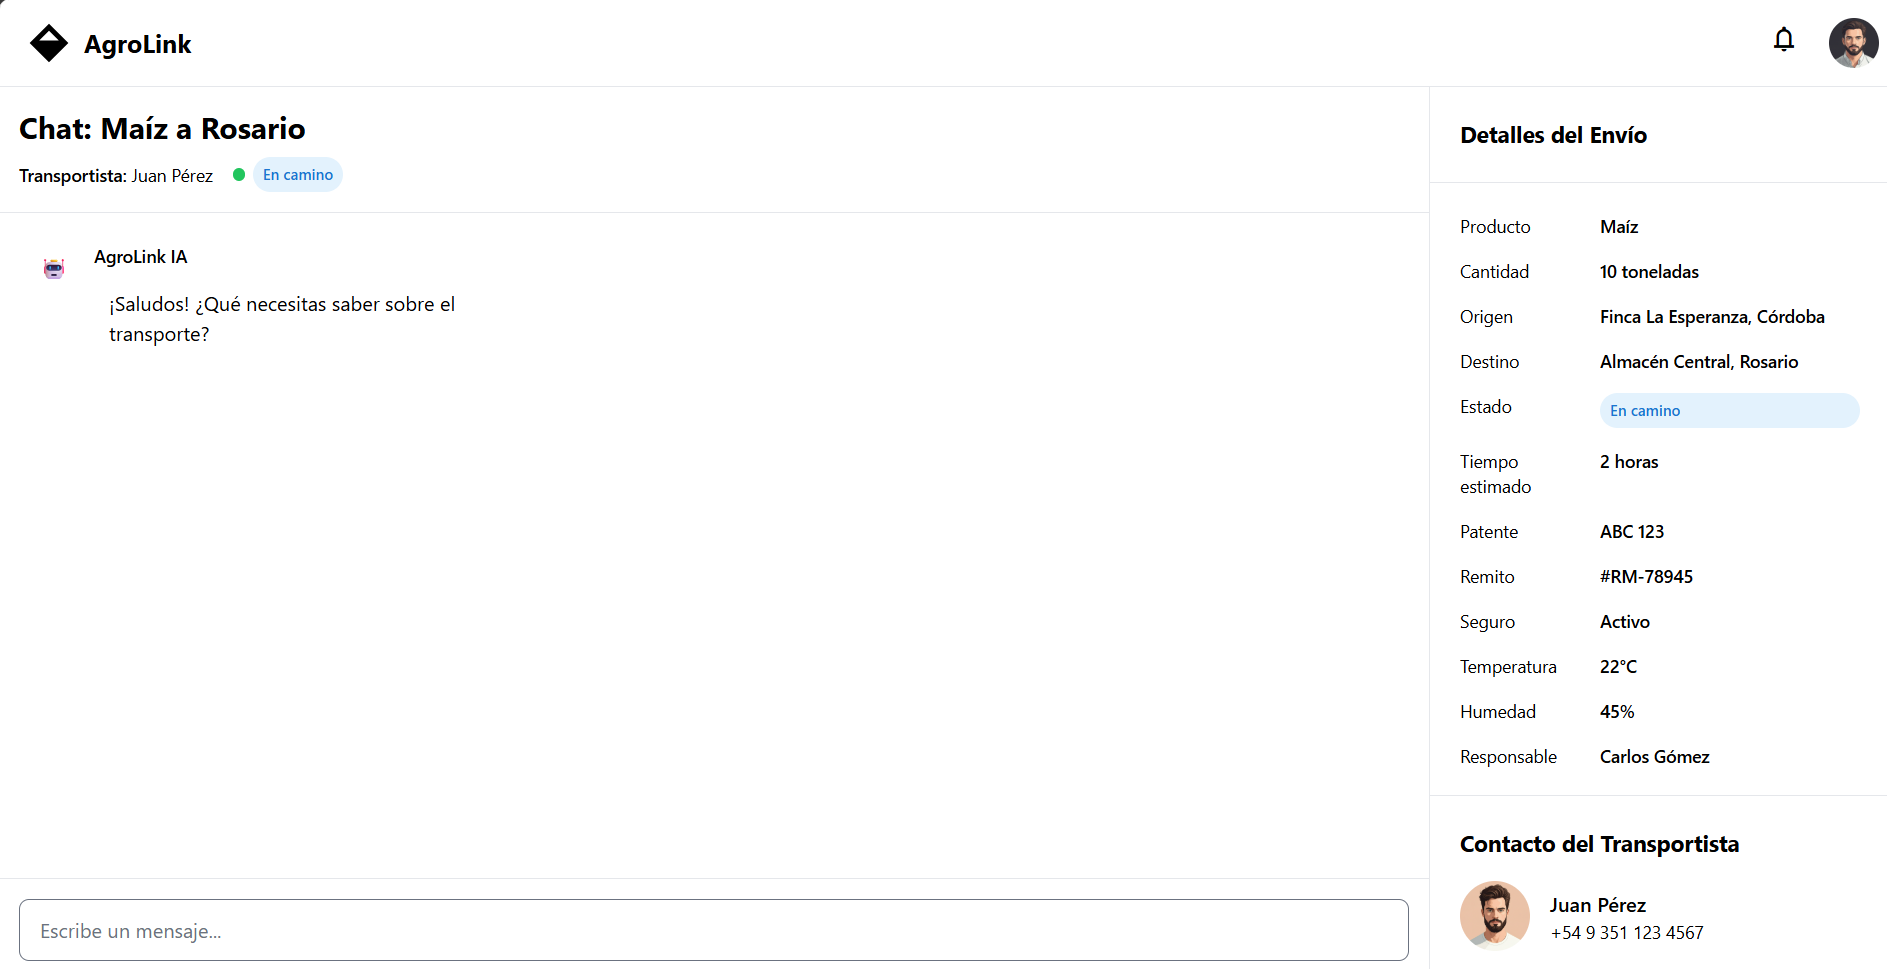 AgroLink
Chat: Maíz a Rosario
Transportista: Juan Pérez En camino
AgroLink IA
¡Saludos! ¿Qué necesitas saber sobre el
transporte?
Escribe un mensaje...
Detalles del Envío
Producto Maíz
Cantidad 10 toneladas
Origen Finca La Esperanza, Córdoba
Destino Almacén Central, Rosario
Estado En camino
Tiempo 2 horas
estimado
Patente ABC 123
Remito #RM-78945
Seguro Activo
Temperatura 22°C
Humedad 45%
Responsable Carlos Gómez
Contacto del Transportista
Juan Pérez
+54 9 351 123 4567